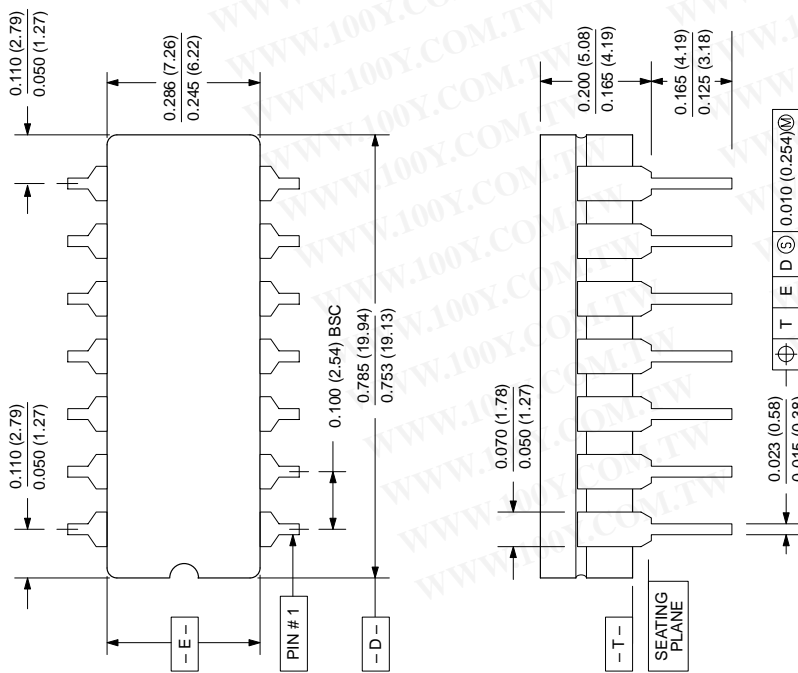 0.110 (2.79)
0.050 (1.27)
0.286 (7.26)
0.245 (6.22)
0.110 (2.79)
0.050 (1.27)
0.100 (2.54) BSC
0.785 (19.94)
0.753 (19.13)
– E –
PIN # 1
– D –
0.200 (5.08)
0.165 (4.19)
0.165 (4.19)
0.125 (3.18)
0.070 (1.78)
0.050 (1.27)
⌖ T E D Ⓢ 0.010 (0.254) Ⓜ
0.023 (0.58)
0.015 (0.38)
– T –
SEATING
PLANE
WWW.100Y.COM.TW